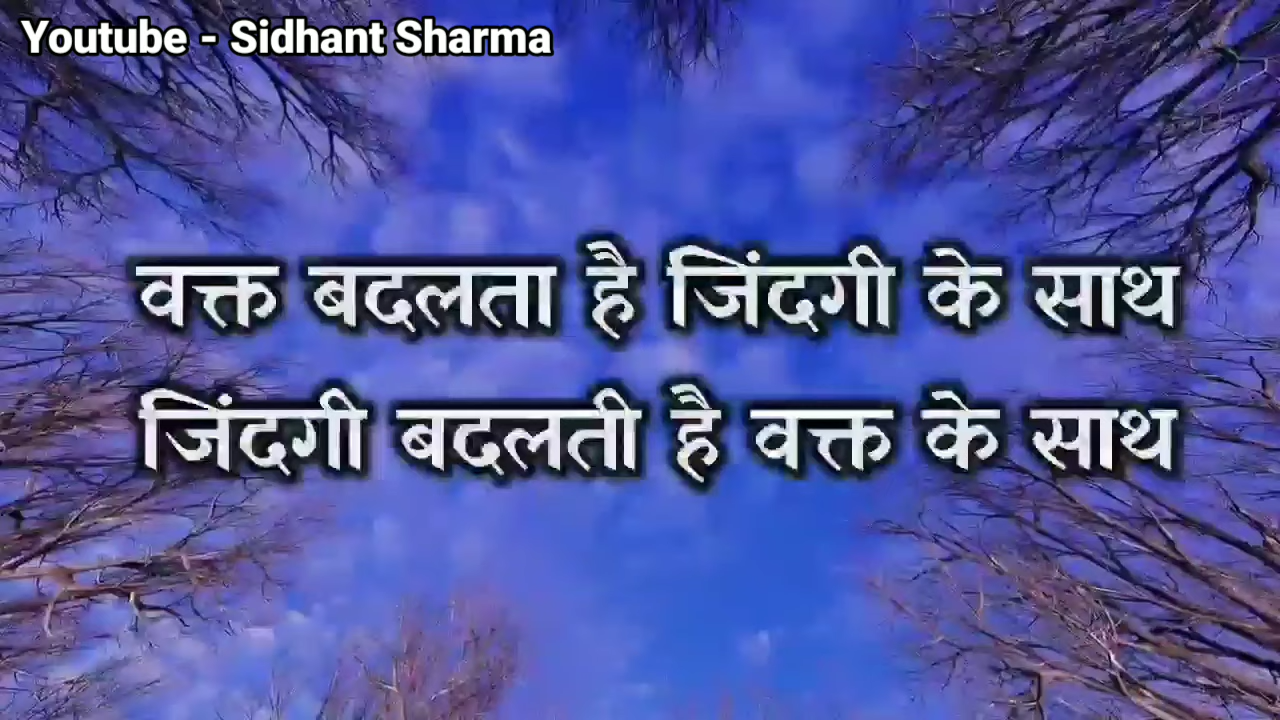 Youtube - Sidhant Sharma
वक्त बदलता है जिंदगी के साथ
जिंदगी बदलती है वक्त के साथ